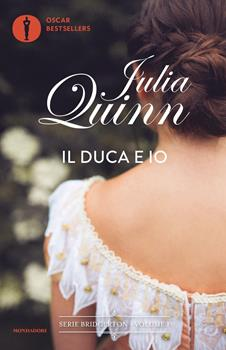 OSCAR
BESTSELLERS
Julia
Quinn
IL DUCA E IO
SERIE BRIDGERTON - VOLUME 1
MONDADORI